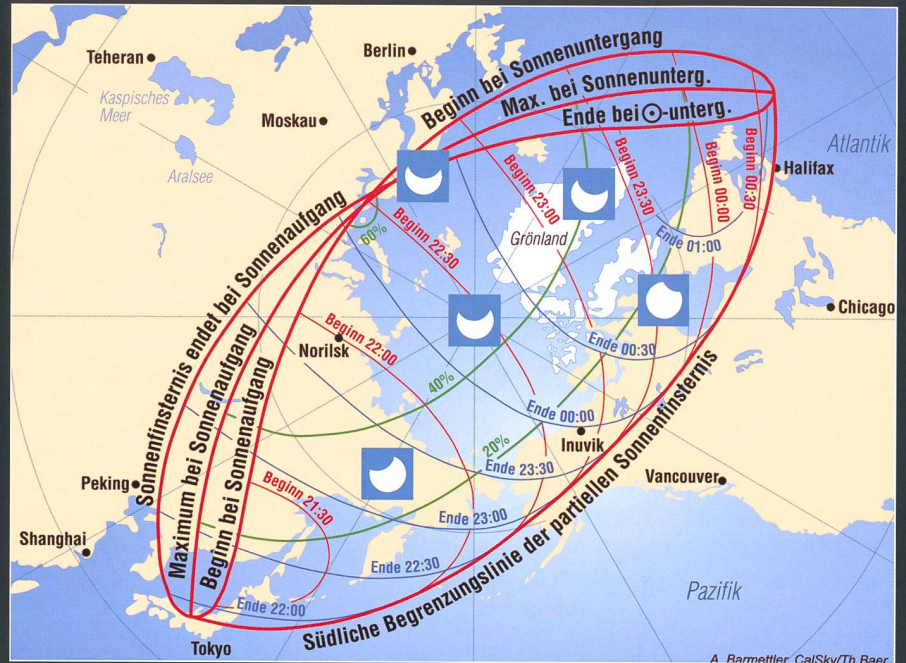 Teheran
Berlin
Kaspisches
Meer
Moskau
Aralsee
Beginn bei Sonnenuntergang
Max. bei Sonnenunterg.
Ende bei ☉-unterg.
Atlantik
Halifax
Beginn 23:00
Beginn 23:30
Beginn 00:00
Beginn 00:30
Grönland
Ende 01:00
60%
Beginn 22:30
Sonnenfinsternis endet bei Sonnenaufgang
Maximum bei Sonnenaufgang
Beginn bei Sonnenaufgang
Beginn 22:00
Norilsk
Chicago
Ende 00:30
40%
Ende 00:00
20%
Inuvik
Ende 23:30
Vancouver
Peking
Beginn 21:30
Ende 23:00
Shanghai
Ende 22:30
Ende 22:00
Südliche Begrenzungslinie der partiellen Sonnenfinsternis
Pazifik
Tokyo
A. Barmettler, CalSky/Th.Baer